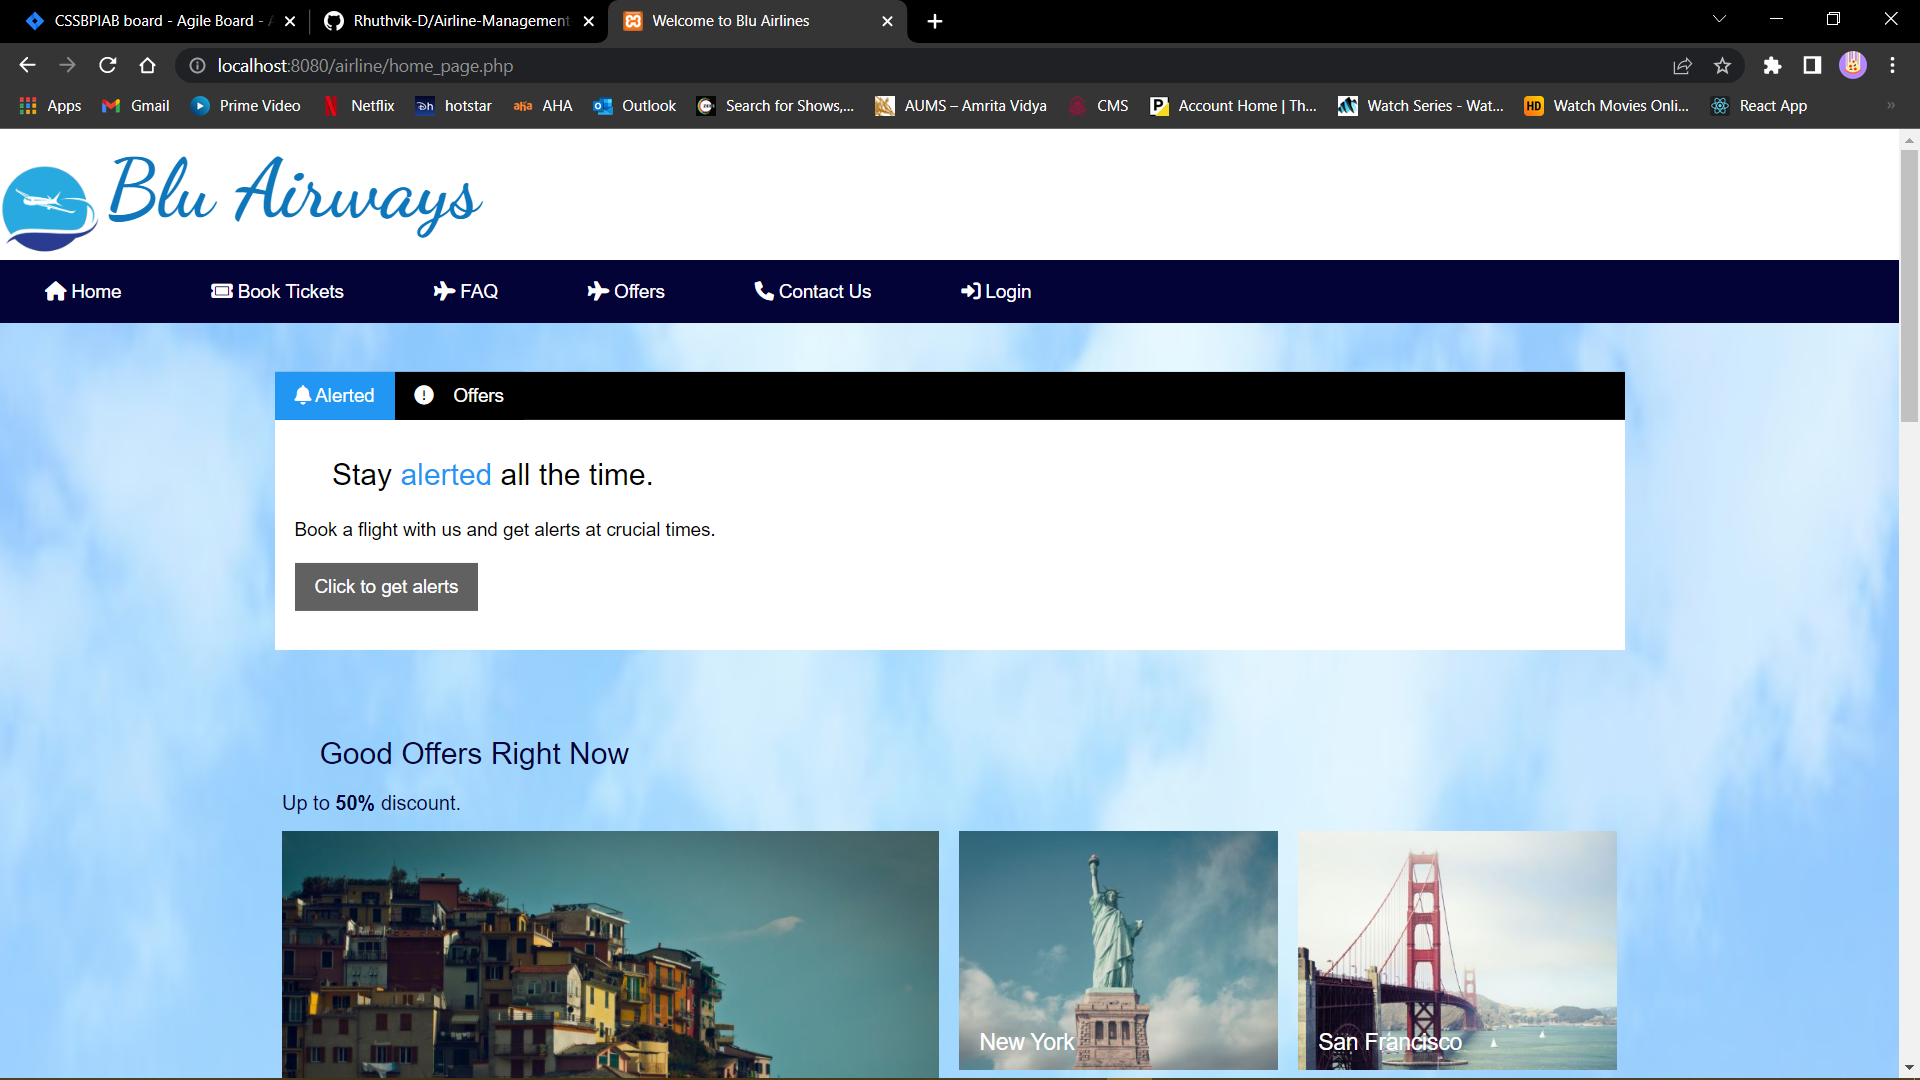 CSSBPIAB board - Agile Board -
Rhuthvik-D/Airline-Management
Welcome to Blu Airlines
localhost:8080/airline/home_page.php
Apps
Gmail
Prime Video
Netflix
hotstar
AHA
Outlook
Search for Shows,...
AUMS – Amrita Vidya
CMS
Account Home | Th...
Watch Series - Wat...
HD
Watch Movies Onli...
React App
Blu Airways
Home
Book Tickets
FAQ
Offers
Contact Us
Login
Alerted
Offers
Stay alerted all the time.
Book a flight with us and get alerts at crucial times.
Click to get alerts
Good Offers Right Now
Up to 50% discount.
New York
San Francisco